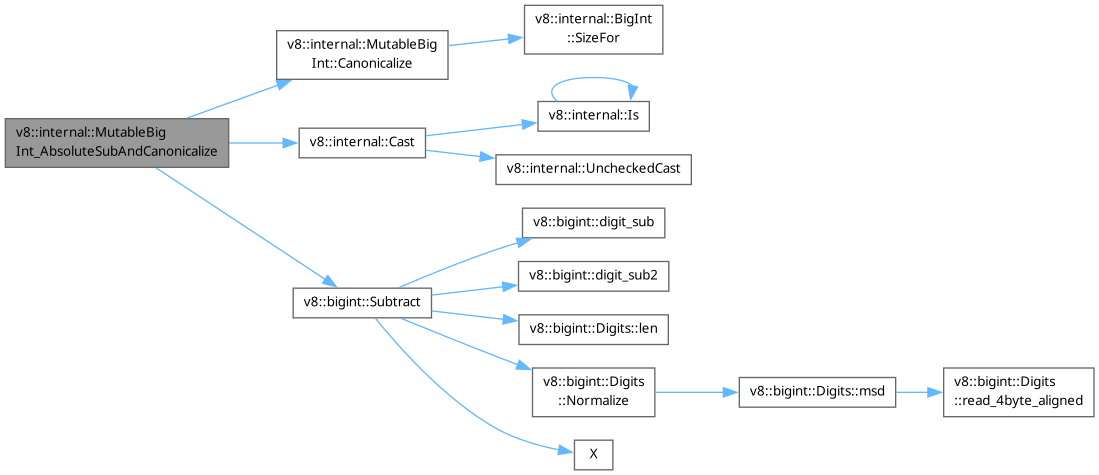 v8::internal::BigInt
::SizeFor
v8::internal::MutableBig
Int::Canonicalize
v8::internal::Is
v8::internal::MutableBig
Int_AbsoluteSubAndCanonicalize
v8::internal::Cast
v8::internal::UncheckedCast
v8::bigint::digit_sub
v8::bigint::digit_sub2
v8::bigint::Subtract
v8::bigint::Digits::len
v8::bigint::Digits
::Normalize
v8::bigint::Digits::msd
v8::bigint::Digits
::read_4byte_aligned
X